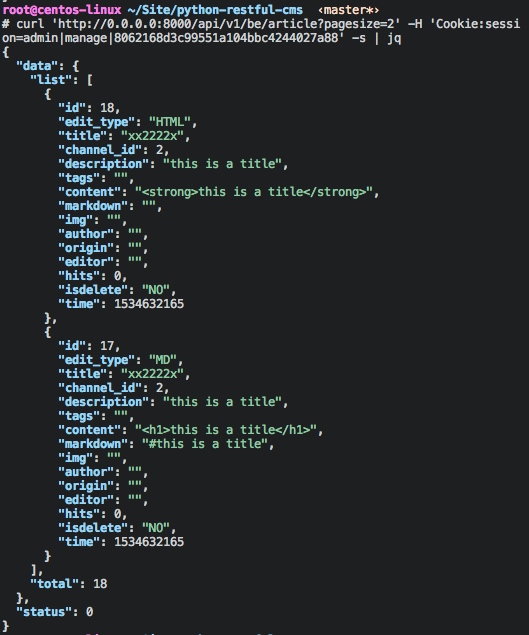 root@centos-linux ~/Site/python-restful-cms ‹master*›
# curl 'http://0.0.0.0:8000/api/v1/be/article?pagesize=2' -H 'Cookie:sessi
on=admin|manage|8062168d3c99551a104bbc4244027a88' -s | jq
{
  "data": {
    "list": [
      {
        "id": 18,
        "edit_type": "HTML",
        "title": "xx2222x",
        "channel_id": 2,
        "description": "this is a title",
        "tags": "",
        "content": "<strong>this is a title</strong>",
        "markdown": "",
        "img": "",
        "author": "",
        "origin": "",
        "editor": "",
        "hits": 0,
        "isdelete": "NO",
        "time": 1534632165
      },
      {
        "id": 17,
        "edit_type": "MD",
        "title": "xx2222x",
        "channel_id": 2,
        "description": "this is a title",
        "tags": "",
        "content": "<h1>this is a title</h1>",
        "markdown": "#this is a title",
        "img": "",
        "author": "",
        "origin": "",
        "editor": "",
        "hits": 0,
        "isdelete": "NO",
        "time": 1534632165
      }
    ],
    "total": 18
  },
  "status": 0
}